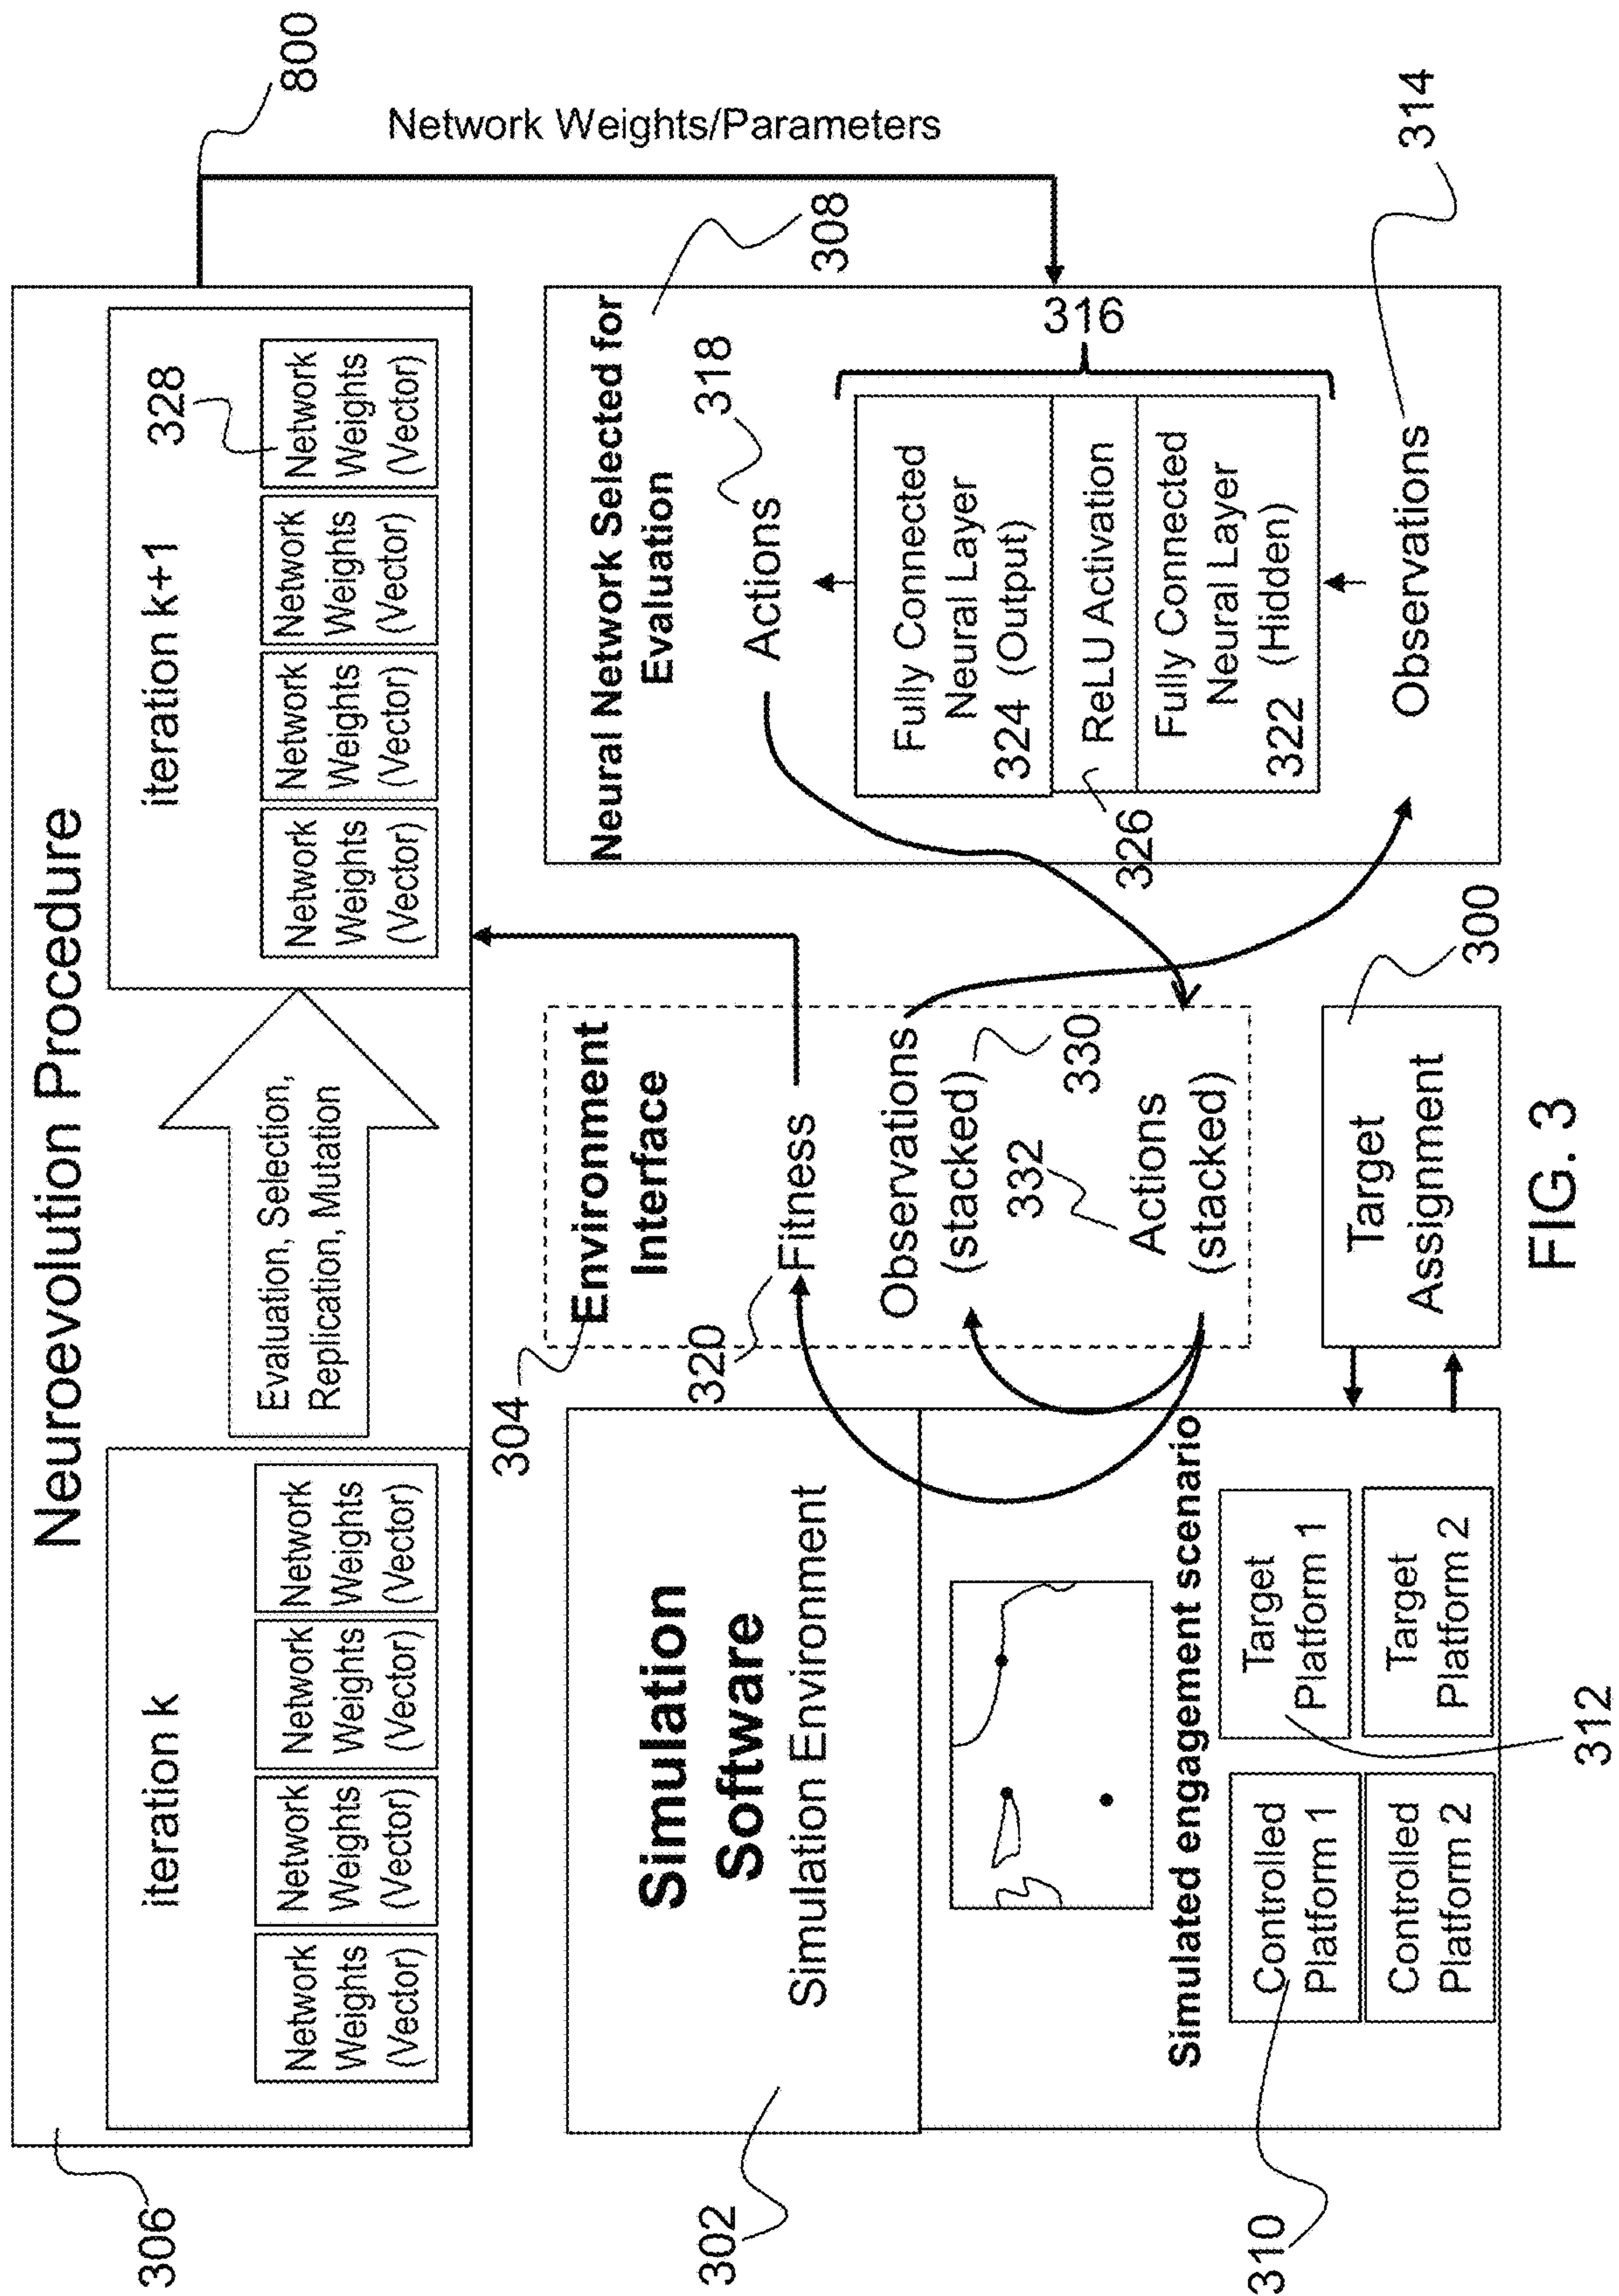 Neuroevolution Procedure
306
iteration k
Network
Weights
(Vector)
Network
Weights
(Vector)
Network
Weights
(Vector)
Network
Weights
(Vector)
Evaluation, Selection,
Replication, Mutation
iteration k+1
328
Network
Weights
(Vector)
Network
Weights
(Vector)
Network
Weights
(Vector)
Network
Weights
(Vector)
800
Network Weights/Parameters
302
Simulation
Software
Simulation Environment
Simulated engagement scenario
310
Controlled
Platform 1
Target
Platform 1
Controlled
Platform 2
Target
Platform 2
312
304
Environment
Interface
320
Fitness
Observations
(stacked)
330
332
Actions
(stacked)
Target
Assignment
300
308
Neural Network Selected for
Evaluation
318
Actions
Fully Connected
Neural Layer
324 (Output)
316
326
ReLU Activation
Fully Connected
Neural Layer
322 (Hidden)
Observations
314
FIG. 3